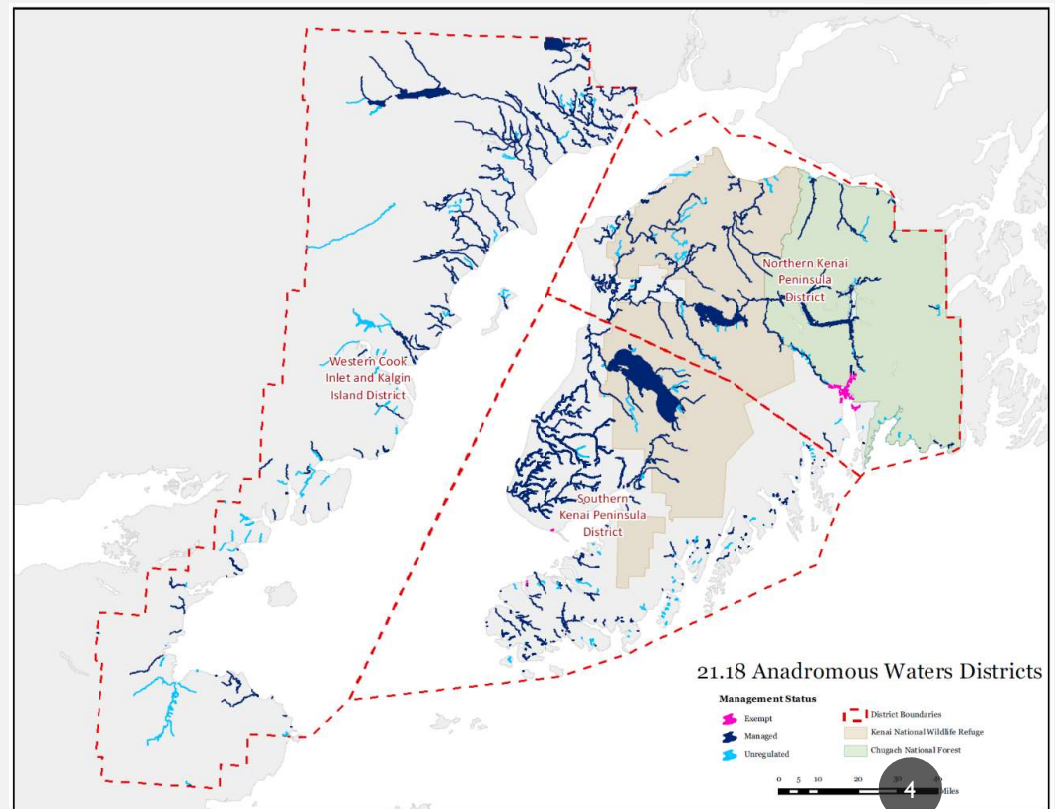 Northern Kenai
Peninsula
District
Western Cook
Inlet and Kalgin
Island District
Southern
Kenai Peninsula
District
21.18 Anadromous Waters Districts
Management Status
Exempt
Managed
Unregulated
District Boundaries
Kenai National Wildlife Refuge
Chugach National Forest
0 5 10 20 30 40
Miles
4